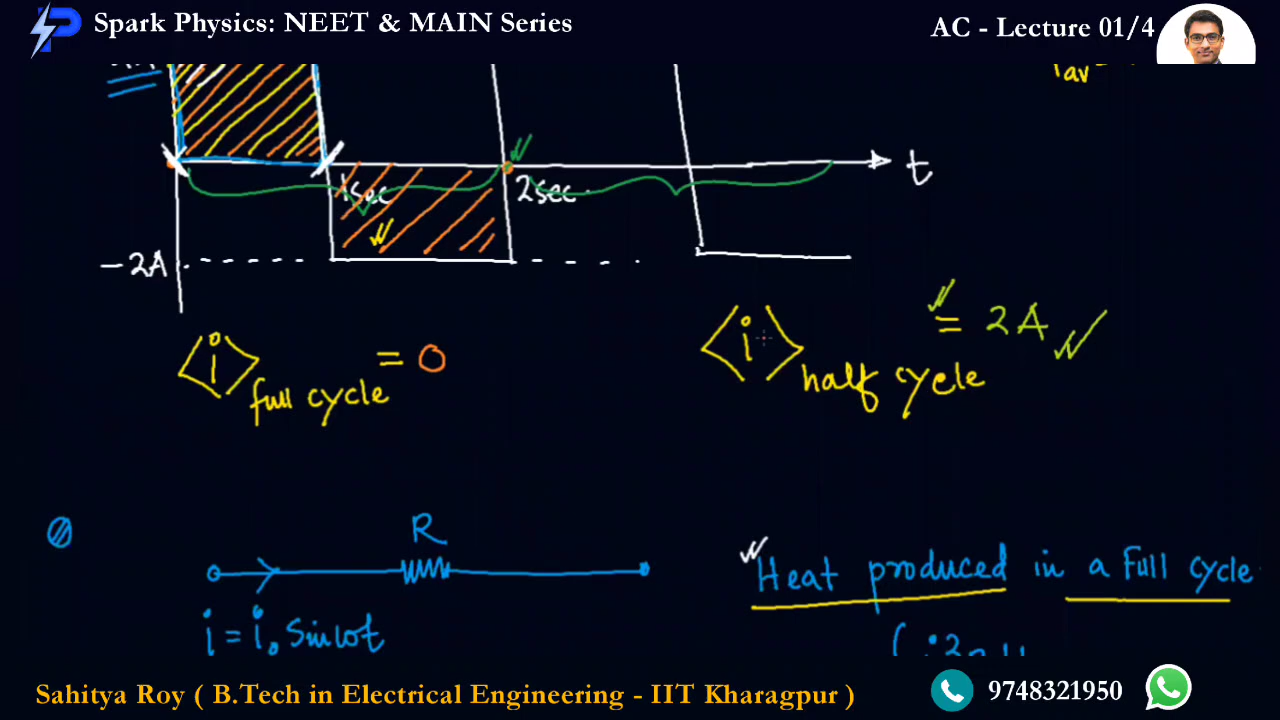 Spark Physics: NEET & MAIN Series
AC - Lecture 01/4
Iav=
t
1sec
2sec
-2A
<i>full cycle = 0
<i>half cycle = 2A
R
Heat produced in a Full cycle
i = i₀ Sinωt
Sahitya Roy ( B.Tech in Electrical Engineering - IIT Kharagpur )
9748321950